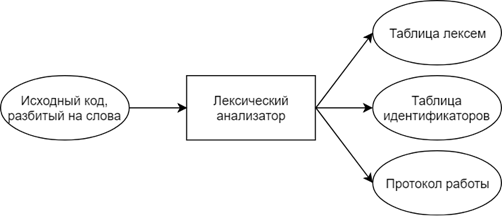 Исходный код,
разбитый на слова
Лексический
анализатор
Таблица лексем
Таблица
идентификаторов
Протокол работы